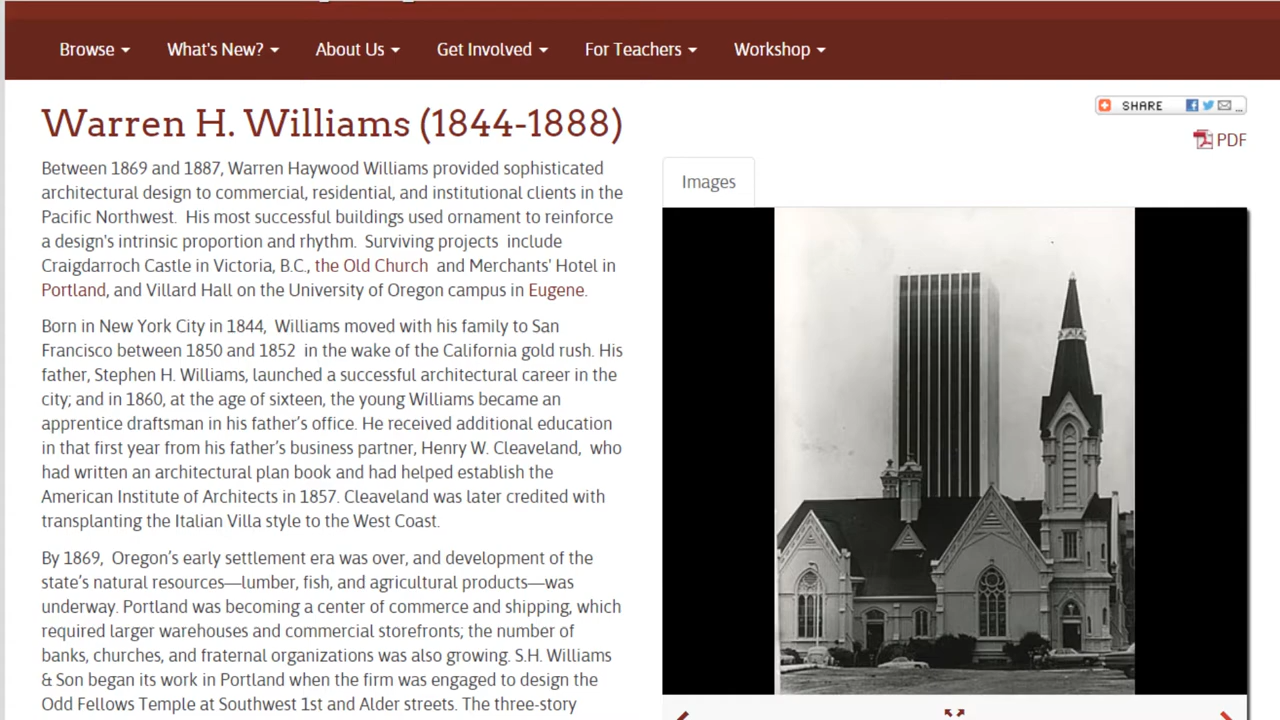 Browse What's New? About Us Get Involved For Teachers Workshop
Warren H. Williams (1844-1888)
SHARE ...
PDF
Between 1869 and 1887, Warren Haywood Williams provided sophisticated
architectural design to commercial, residential, and institutional clients in the
Pacific Northwest. His most successful buildings used ornament to reinforce
a design's intrinsic proportion and rhythm. Surviving projects include
Craigdarroch Castle in Victoria, B.C., the Old Church and Merchants' Hotel in
Portland, and Villard Hall on the University of Oregon campus in Eugene.
Born in New York City in 1844, Williams moved with his family to San
Francisco between 1850 and 1852 in the wake of the California gold rush. His
father, Stephen H. Williams, launched a successful architectural career in the
city; and in 1860, at the age of sixteen, the young Williams became an
apprentice draftsman in his father’s office. He received additional education
in that first year from his father’s business partner, Henry W. Cleaveland, who
had written an architectural plan book and had helped establish the
American Institute of Architects in 1857. Cleaveland was later credited with
transplanting the Italian Villa style to the West Coast.
By 1869, Oregon’s early settlement era was over, and development of the
state’s natural resources—lumber, fish, and agricultural products—was
underway. Portland was becoming a center of commerce and shipping, which
required larger warehouses and commercial storefronts; the number of
banks, churches, and fraternal organizations was also growing. S.H. Williams
& Son began its work in Portland when the firm was engaged to design the
Odd Fellows Temple at Southwest 1st and Alder streets. The three-story
Images